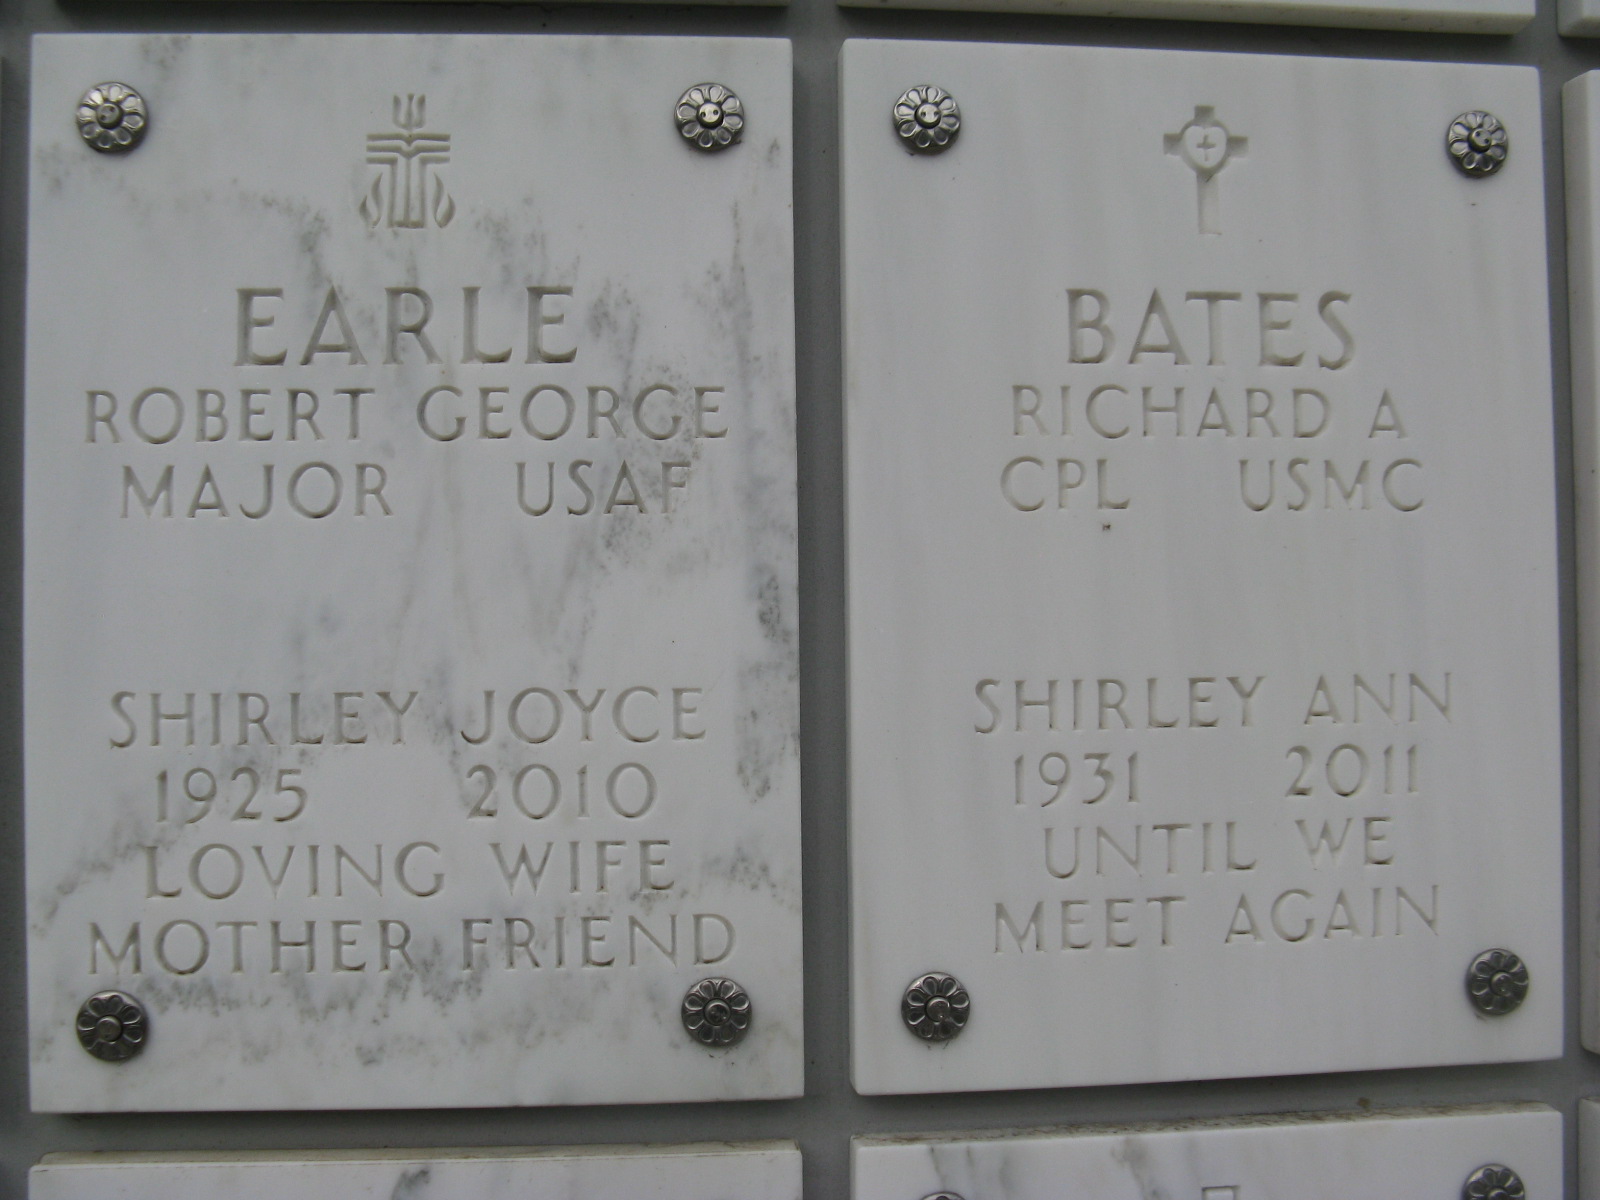 EARLE
ROBERT GEORGE
MAJOR USAF
SHIRLEY JOYCE
1925 2010
LOVING WIFE
MOTHER FRIEND
BATES
RICHARD A
CPL USMC
SHIRLEY ANN
1931 2011
UNTIL WE
MEET AGAIN